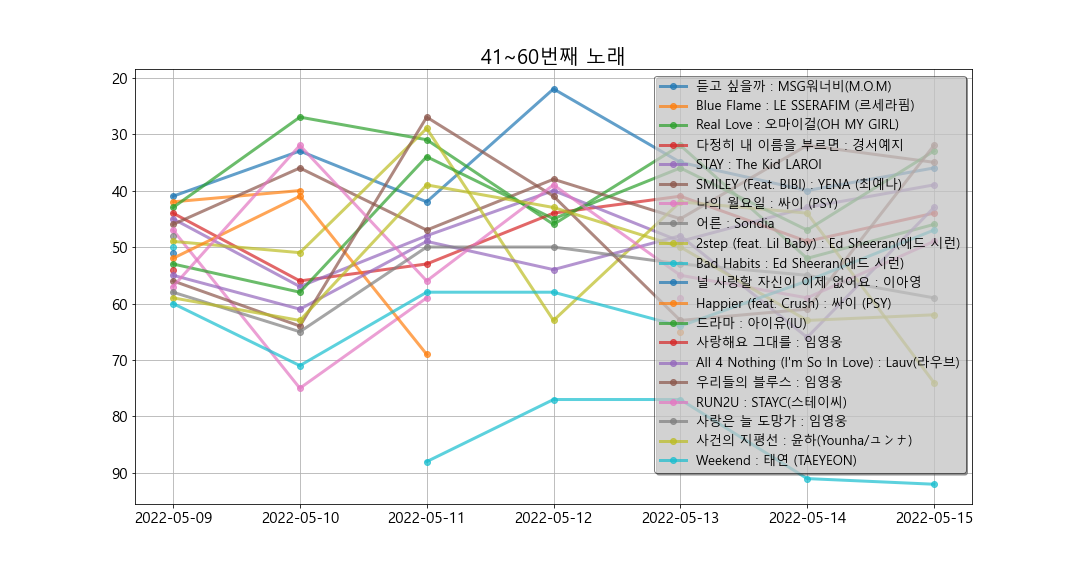 41~60번째 노래
20
30
40
50
60
70
80
90
듣고 싶을까 : MSG워너비(M.O.M)
Blue Flame : LE SSERAFIM (르세라핌)
Real Love : 오마이걸(OH MY GIRL)
다정히 내 이름을 부르면 : 경서예지
STAY : The Kid LAROI
SMILEY (Feat. BIBI) : YENA (최예나)
나의 월요일 : 싸이 (PSY)
어른 : Sondia
2step (feat. Lil Baby) : Ed Sheeran(에드 시런)
Bad Habits : Ed Sheeran(에드 시런)
널 사랑할 자신이 이제 없어요 : 이아영
Happier (feat. Crush) : 싸이 (PSY)
드라마 : 아이유(IU)
사랑해요 그대를 : 임영웅
All 4 Nothing (I'm So In Love) : Lauv(라우브)
우리들의 블루스 : 임영웅
RUN2U : STAYC(스테이씨)
사랑은 늘 도망가 : 임영웅
사건의 지평선 : 윤하(Younha/ユンナ)
Weekend : 태연 (TAEYEON)
2022-05-09
2022-05-10
2022-05-11
2022-05-12
2022-05-13
2022-05-14
2022-05-15